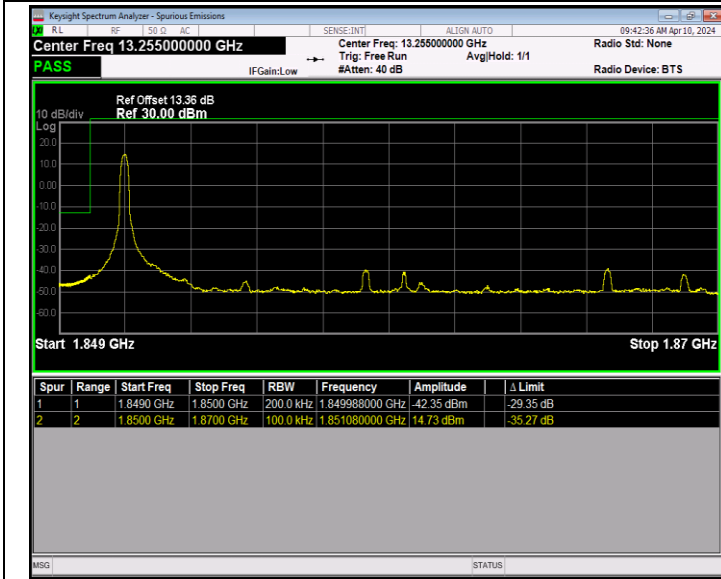 Keysight Spectrum Analyzer - Spurious Emissions
RL RF 50 Ω AC SENSE:INT ALIGN AUTO 09:42:36 AM Apr 10, 2024
Center Freq 13.255000000 GHz Center Freq: 13.255000000 GHz Radio Std: None
Trig: Free Run Avg|Hold: 1/1
PASS IFGain:Low #Atten: 40 dB Radio Device: BTS
Ref Offset 13.36 dB
10 dB/div Ref 30.00 dBm
Log
20.0
10.0
0.00
-10.0
-20.0
-30.0
-40.0
-50.0
-60.0
Start 1.849 GHz Stop 1.87 GHz
Spur Range Start Freq Stop Freq RBW Frequency Amplitude Δ Limit
1 1 1.8490 GHz 1.8500 GHz 200.0 kHz 1.849988000 GHz -42.35 dBm -29.35 dB
2 2 1.8500 GHz 1.8700 GHz 100.0 kHz 1.851080000 GHz 14.73 dBm -35.27 dB
MSG STATUS